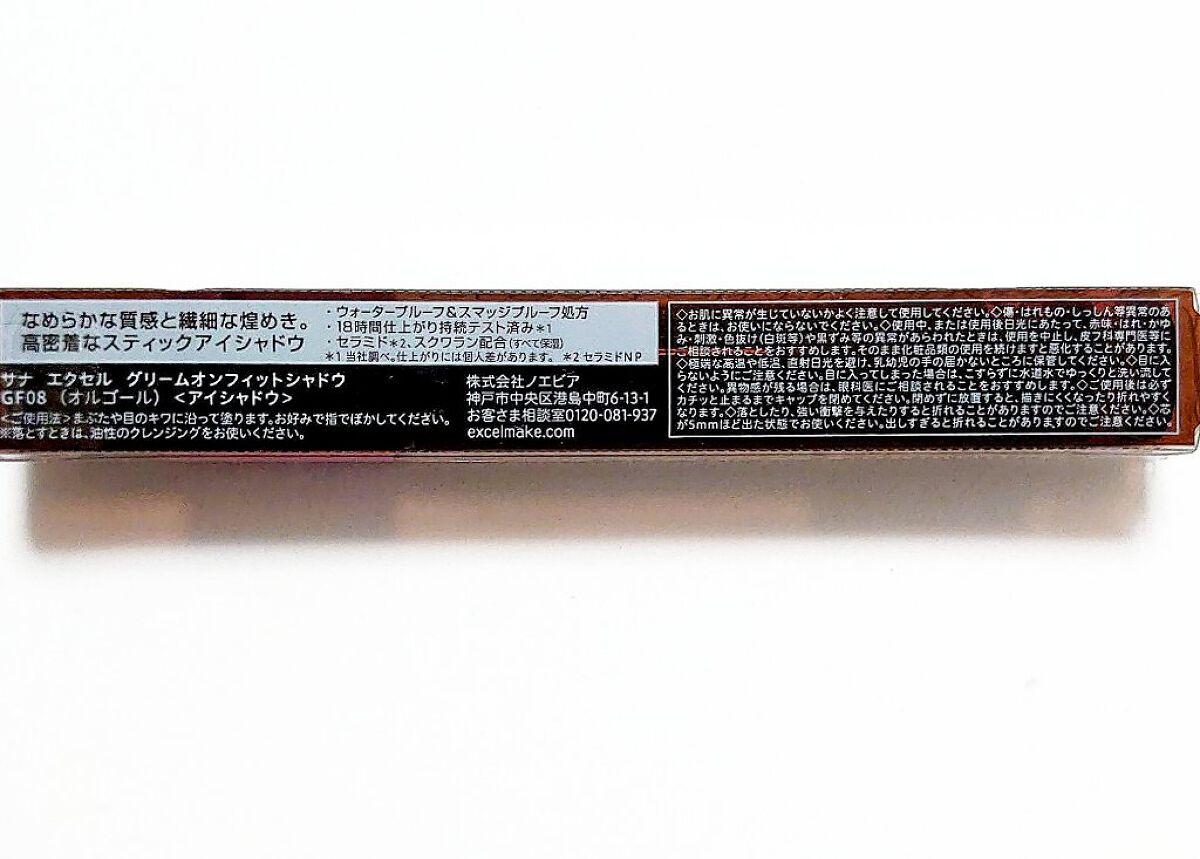 なめらかな質感と繊細な煌めき。
高密着なスティックアイシャドウ
・ウォータープルーフ&スマッジプルーフ処方
・18時間仕上がり持続テスト済み＊1
・セラミド＊2、スクワラン配合(すべて保湿)
＊1 当社調べ。仕上がりには個人差があります。 ＊2 セラミドNP
サナ エクセル グリームオンフィットシャドウ
GF08（オルゴール）＜アイシャドウ＞
＜ご使用法＞まぶたや目のキワに沿って塗ります。お好みで指でぼかしてください。
※落とすときは、油性のクレンジングをお使いください。
株式会社ノエビア
神戸市中央区港島中町6-13-1
お客さま相談室0120-081-937
excelmake.com
◇お肌に異常が生じていないかよく注意して使用してください。◇傷・はれもの・しっしん等異常のあ
るときは、お使いにならないでください。◇使用中、または使用後日光にあたって、赤味・はれ・かゆ
み・刺激・色抜け(白斑等)や黒ずみ等の異常があらわれたときは、使用を中止し、皮フ科専門医等に
ご相談されることをおすすめします。そのまま化粧品類の使用を続けますと悪化することがあります。
◇極端な高温や低温、直射日光を避け、乳幼児の手の届かないところに保管してください。◇目に入
らないようにご注意ください。目に入ってしまった場合は、こすらずに水道水でゆっくりと洗い流して
ください。異物感が残る場合は、眼科医にご相談されることをおすすめします。◇ご使用後は必ず
カチッと止まるまでキャップを閉めてください。閉めずに放置すると、描きにくくなったり折れやすく
なります。◇落としたり、強い衝撃を与えたりすると折れることがありますのでご注意ください。◇芯
が5mmほど出た状態でお使いください。出しすぎると折れることがありますのでご注意ください。